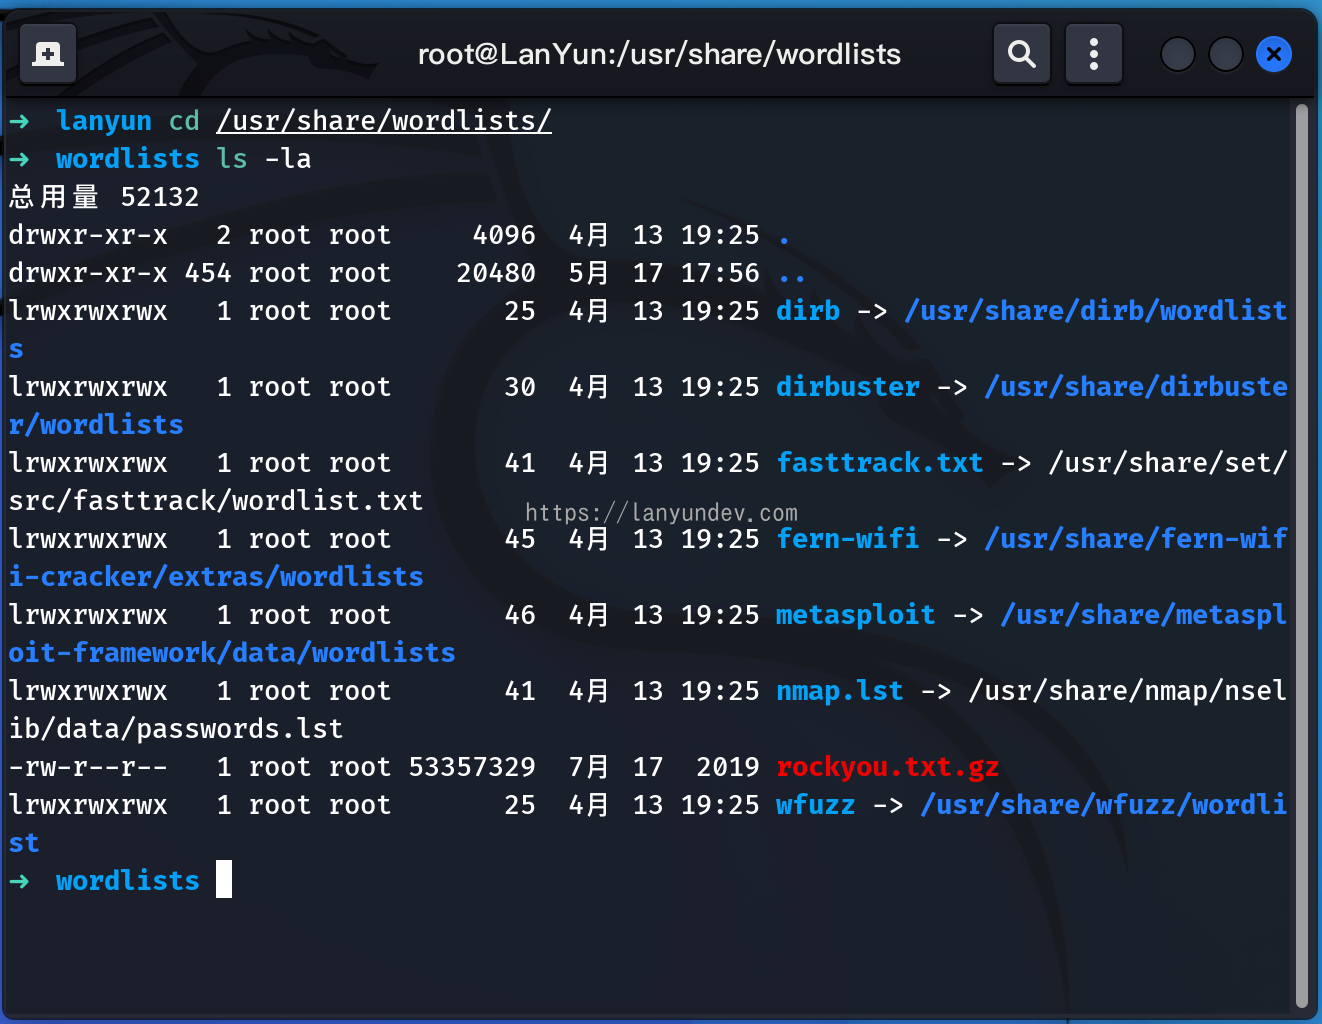 root@LanYun:/usr/share/wordlists
➜  lanyun cd /usr/share/wordlists/
➜  wordlists ls -la
总用量 52132
drwxr-xr-x   2 root root     4096  4月 13 19:25 .
drwxr-xr-x 454 root root    20480  5月 17 17:56 ..
lrwxrwxrwx   1 root root       25  4月 13 19:25 dirb -> /usr/share/dirb/wordlist
s
lrwxrwxrwx   1 root root       30  4月 13 19:25 dirbuster -> /usr/share/dirbuste
r/wordlists
lrwxrwxrwx   1 root root       41  4月 13 19:25 fasttrack.txt -> /usr/share/set/
src/fasttrack/wordlist.txt
https://lanyundev.com
lrwxrwxrwx   1 root root       45  4月 13 19:25 fern-wifi -> /usr/share/fern-wif
i-cracker/extras/wordlists
lrwxrwxrwx   1 root root       46  4月 13 19:25 metasploit -> /usr/share/metaspl
oit-framework/data/wordlists
lrwxrwxrwx   1 root root       41  4月 13 19:25 nmap.lst -> /usr/share/nmap/nsel
ib/data/passwords.lst
-rw-r--r--   1 root root 53357329  7月 17  2019 rockyou.txt.gz
lrwxrwxrwx   1 root root       25  4月 13 19:25 wfuzz -> /usr/share/wfuzz/wordli
st
➜  wordlists